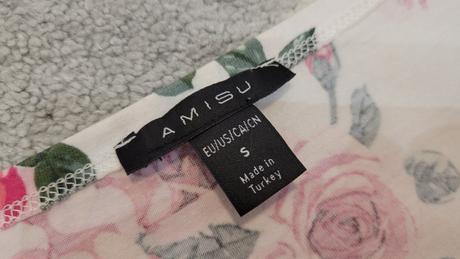 AMISU
EU/US/CA/CN
S
Made in
Turkey